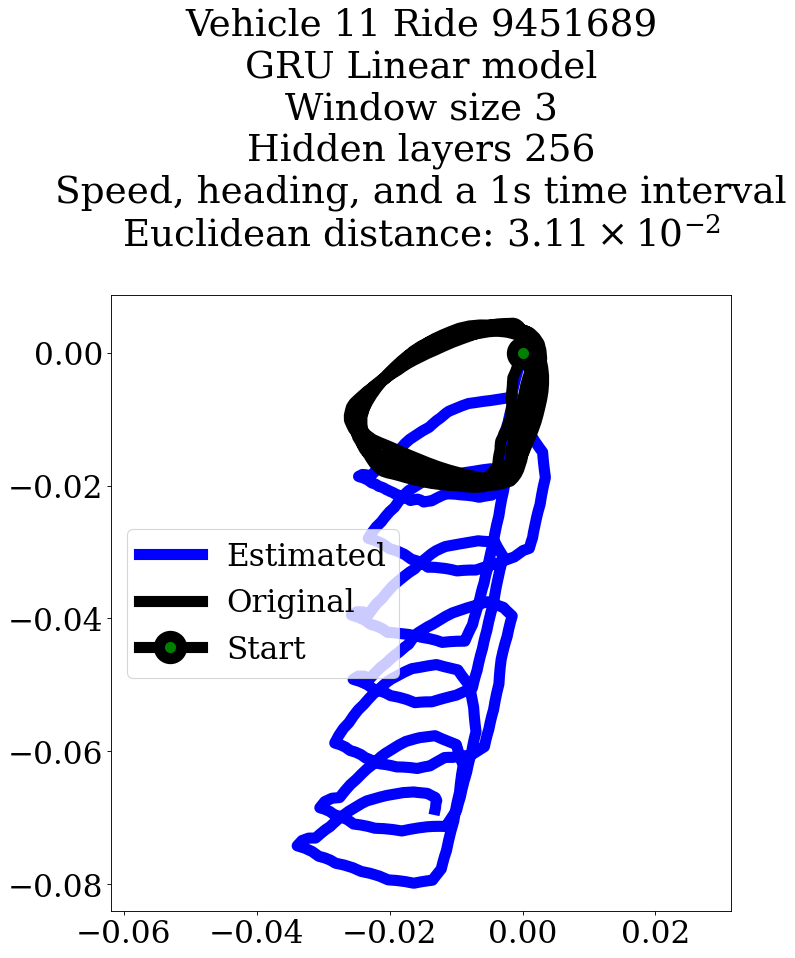 Vehicle 11 Ride 9451689
GRU Linear model
Window size 3
Hidden layers 256
Speed, heading, and a 1s time interval
Euclidean distance: 3.11 × 10⁻²
0.00
−0.02
−0.04
−0.06
−0.08
Estimated
Original
Start
−0.06 −0.04 −0.02 0.00 0.02